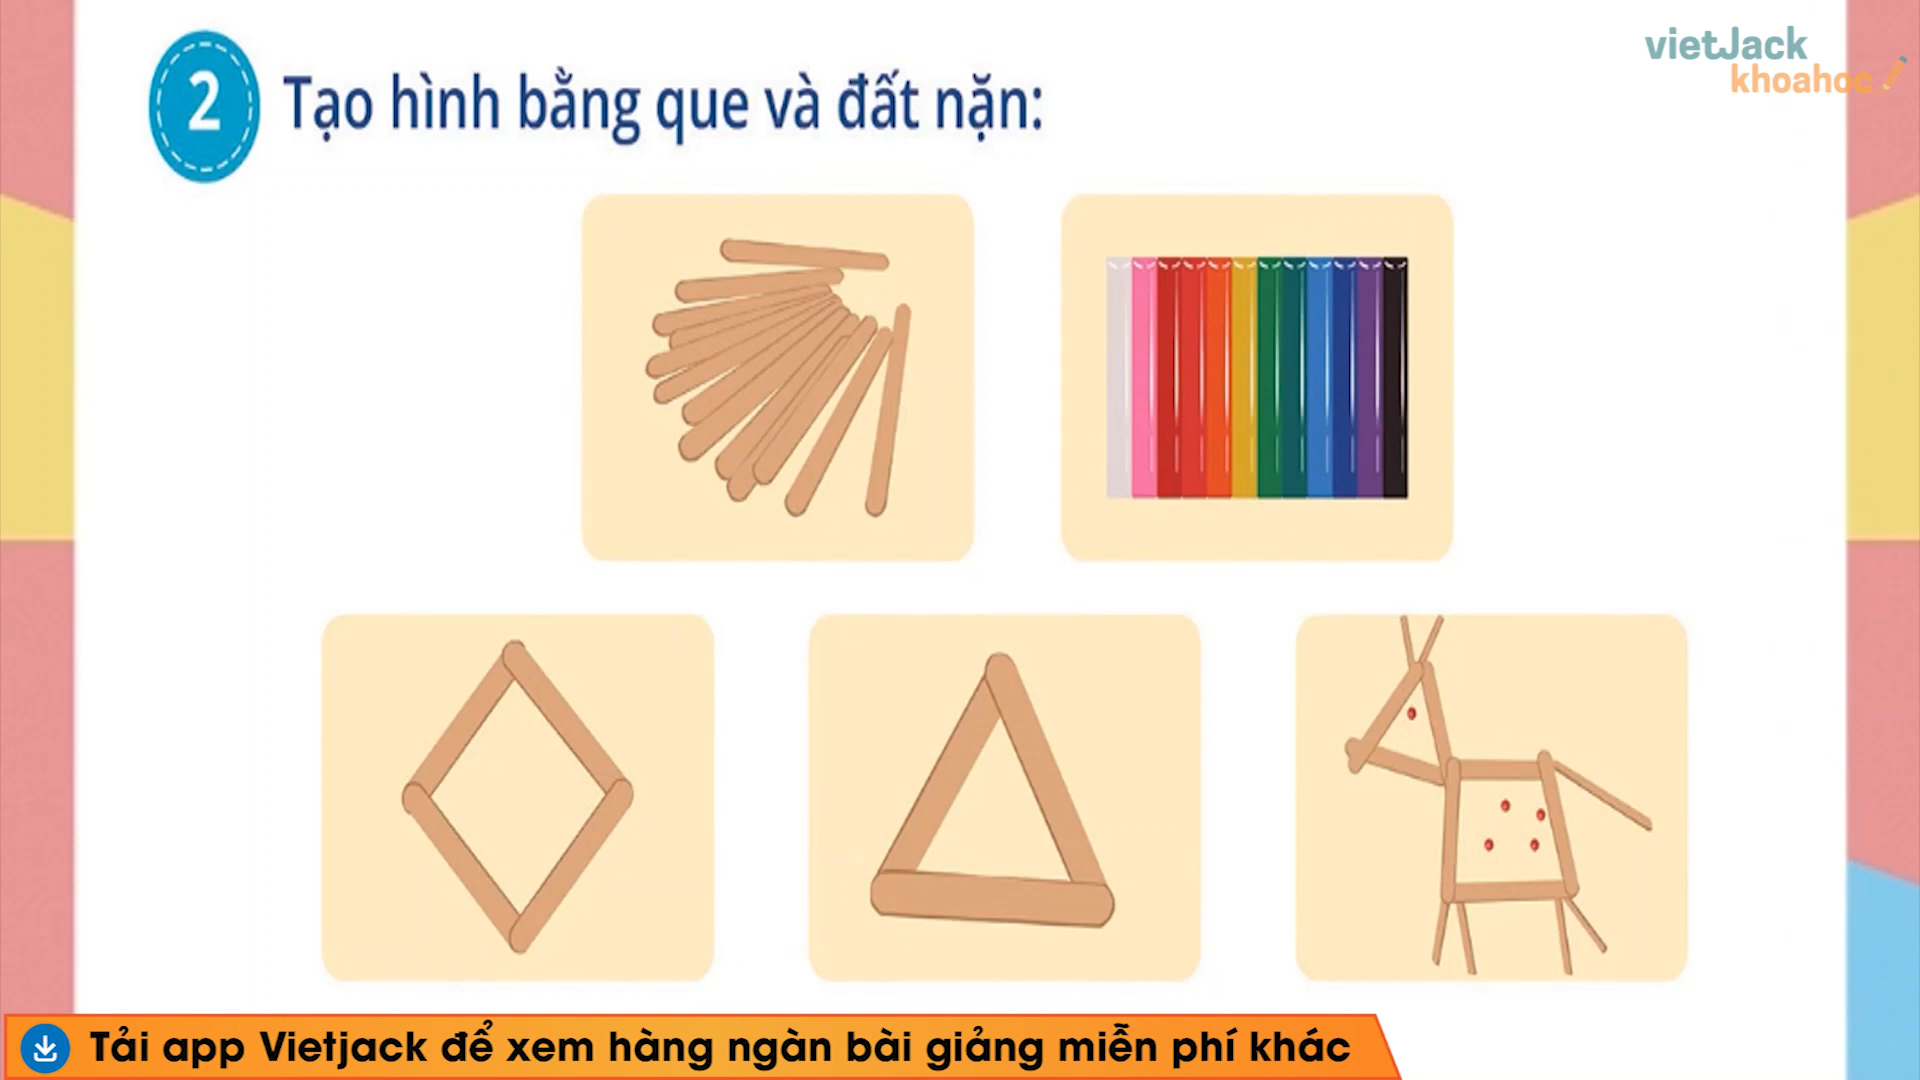 vietJack
khoahoc
2
Tạo hình bằng que và đất nặn:
Tải app Vietjack để xem hàng ngàn bài giảng miễn phí khác